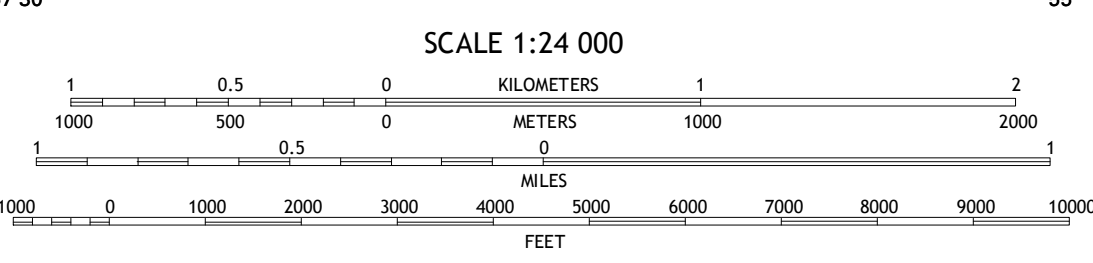 7'30" 55'
SCALE 1:24 000
1 0.5 0 KILOMETERS 1 2
1000 500 0 METERS 1000 2000
1 0.5 0 1
MILES
1000 0 1000 2000 3000 4000 5000 6000 7000 8000 9000 10000
FEET